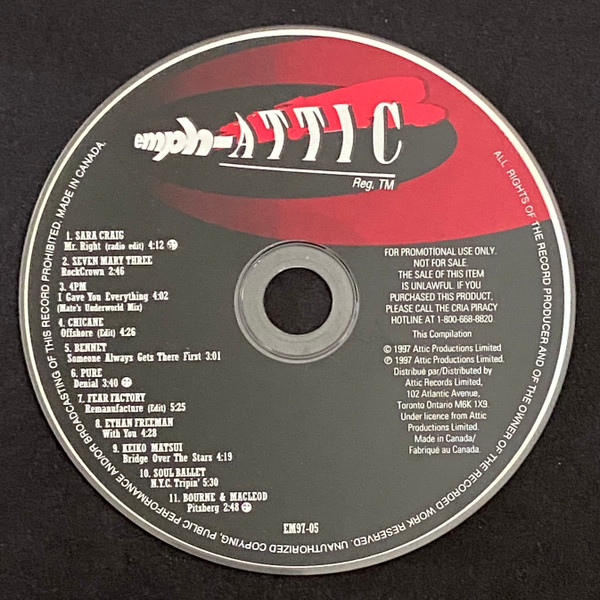 emph-ATTIC
Reg. TM
1. SARA CRAIG
Mr. Right (radio edit) 4:12
2. SEVEN MARY THREE
RockCrown 2:46
3. 4PM
I Gave You Everything 4:02
(Mate's Underworld Mix)
4. CHICANE
Offshore (Edit) 4:26
5. BENNET
Someone Always Gets There First 3:01
6. PURE
Denial 3:40
7. FEAR FACTORY
Remanufacture (Edit) 5:25
8. ETHAN FREEMAN
With You 4:28
9. KEIKO MATSUI
Bridge Over The Stars 4:19
10. SOUL BALLET
N.Y.C. Tripin' 5:30
11. BOURNE & MACLEOD
Pitzberg 2:48
EM97-05
FOR PROMOTIONAL USE ONLY.
NOT FOR SALE.
THE SALE OF THIS ITEM
IS UNLAWFUL. IF YOU
PURCHASED THIS PRODUCT,
PLEASE CALL THE CRIA PIRACY
HOTLINE AT 1-800-668-8820.
This Compilation
© 1997 Attic Productions Limited
℗ 1997 Attic Productions Limited.
Distribué par/Distributed by
Attic Records Limited,
102 Atlantic Avenue,
Toronto Ontario M6K 1X9.
Under licence from Attic
Productions Limited.
Made in Canada/
Fabriqué au Canada.
ALL RIGHTS OF THE RECORD PRODUCER AND OF THE OWNER OF THE RECORDED WORK RESERVED. UNAUTHORIZED COPYING, PUBLIC PERFORMANCE AND/OR BROADCASTING OF THIS RECORD PROHIBITED. MADE IN CANADA.